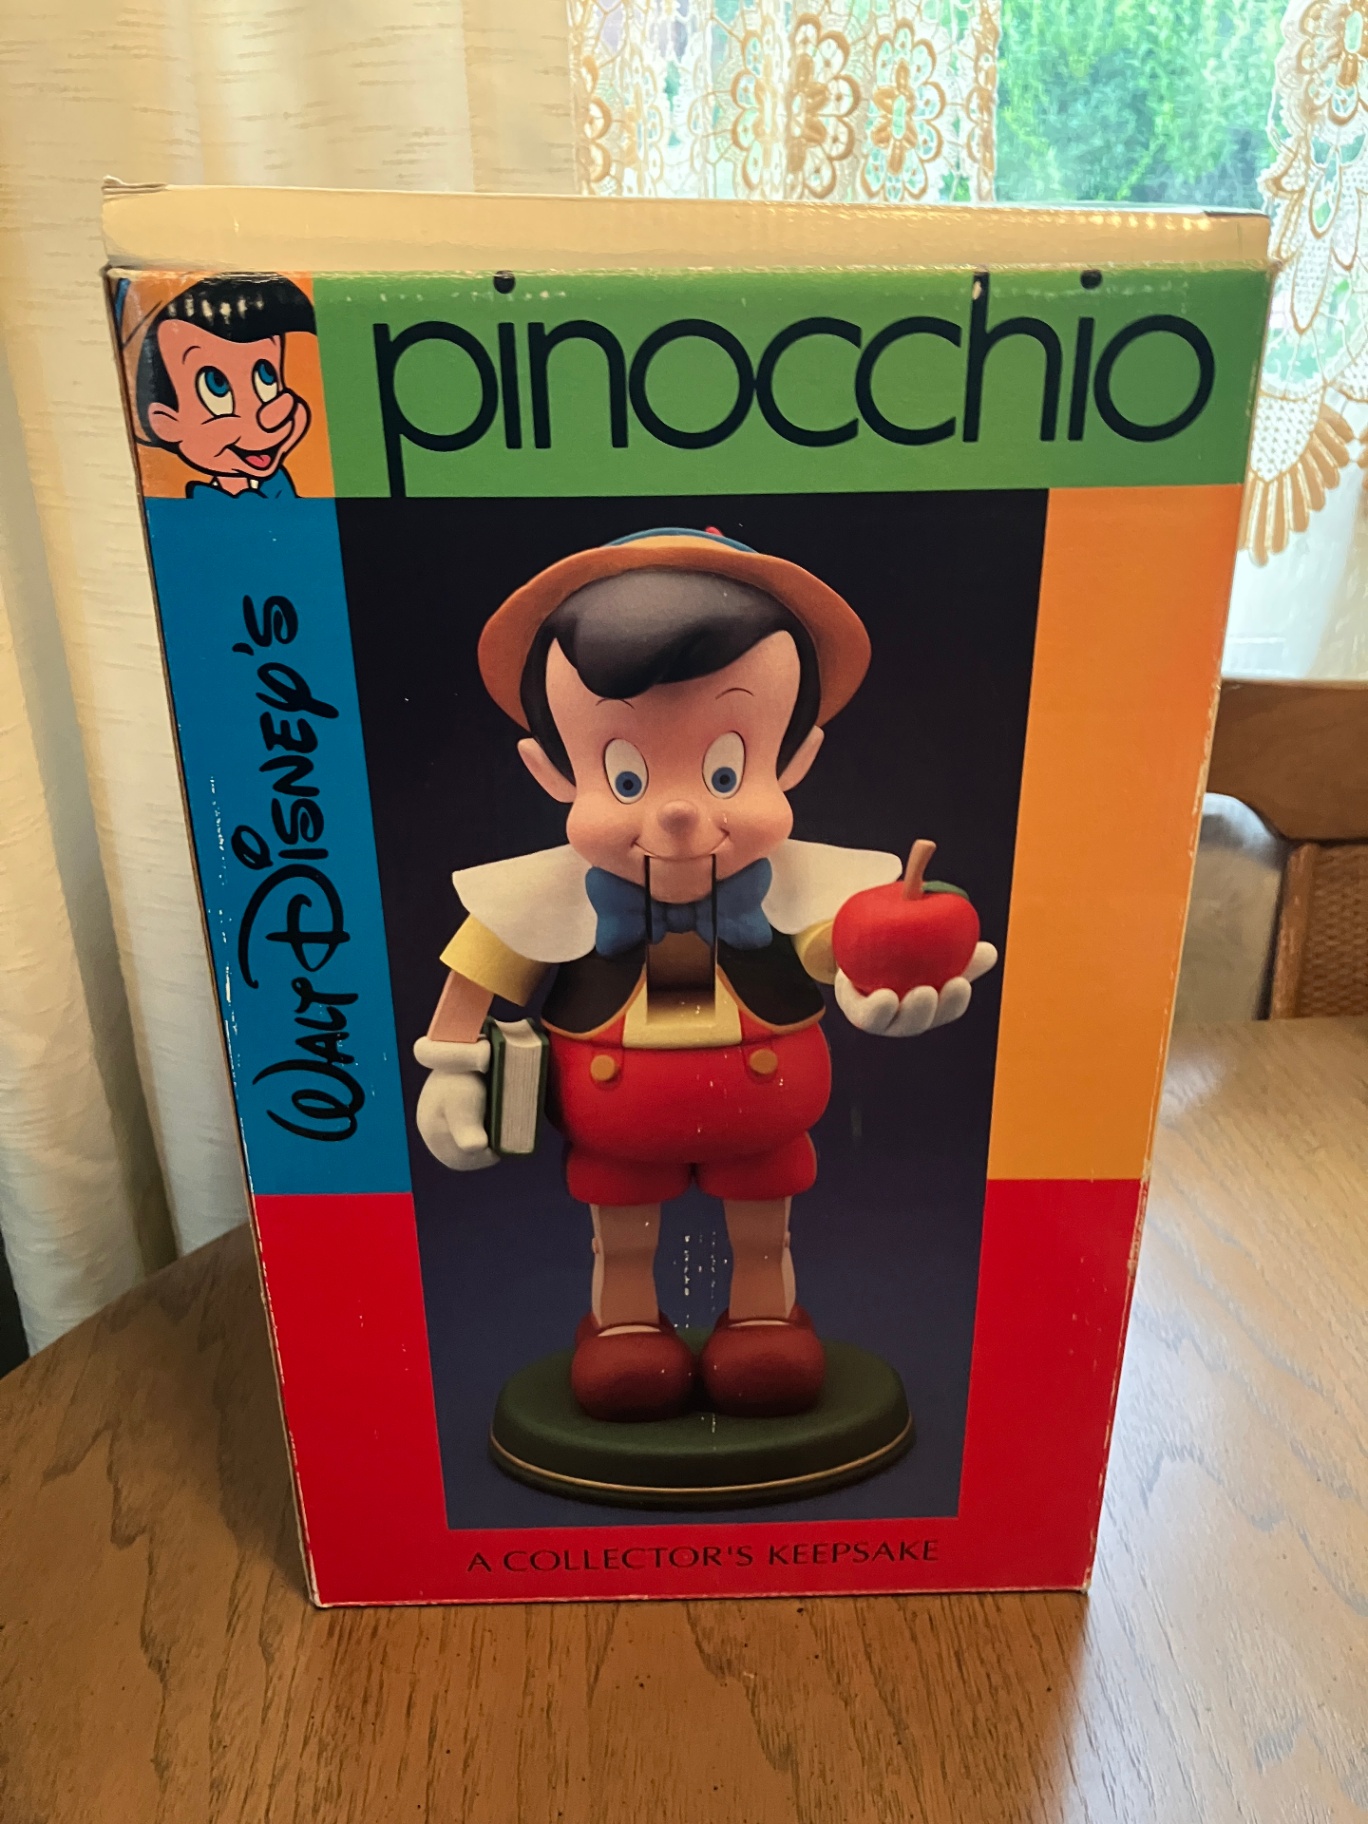 pinocchio
WALT DISNEY'S
A COLLECTOR'S KEEPSAKE